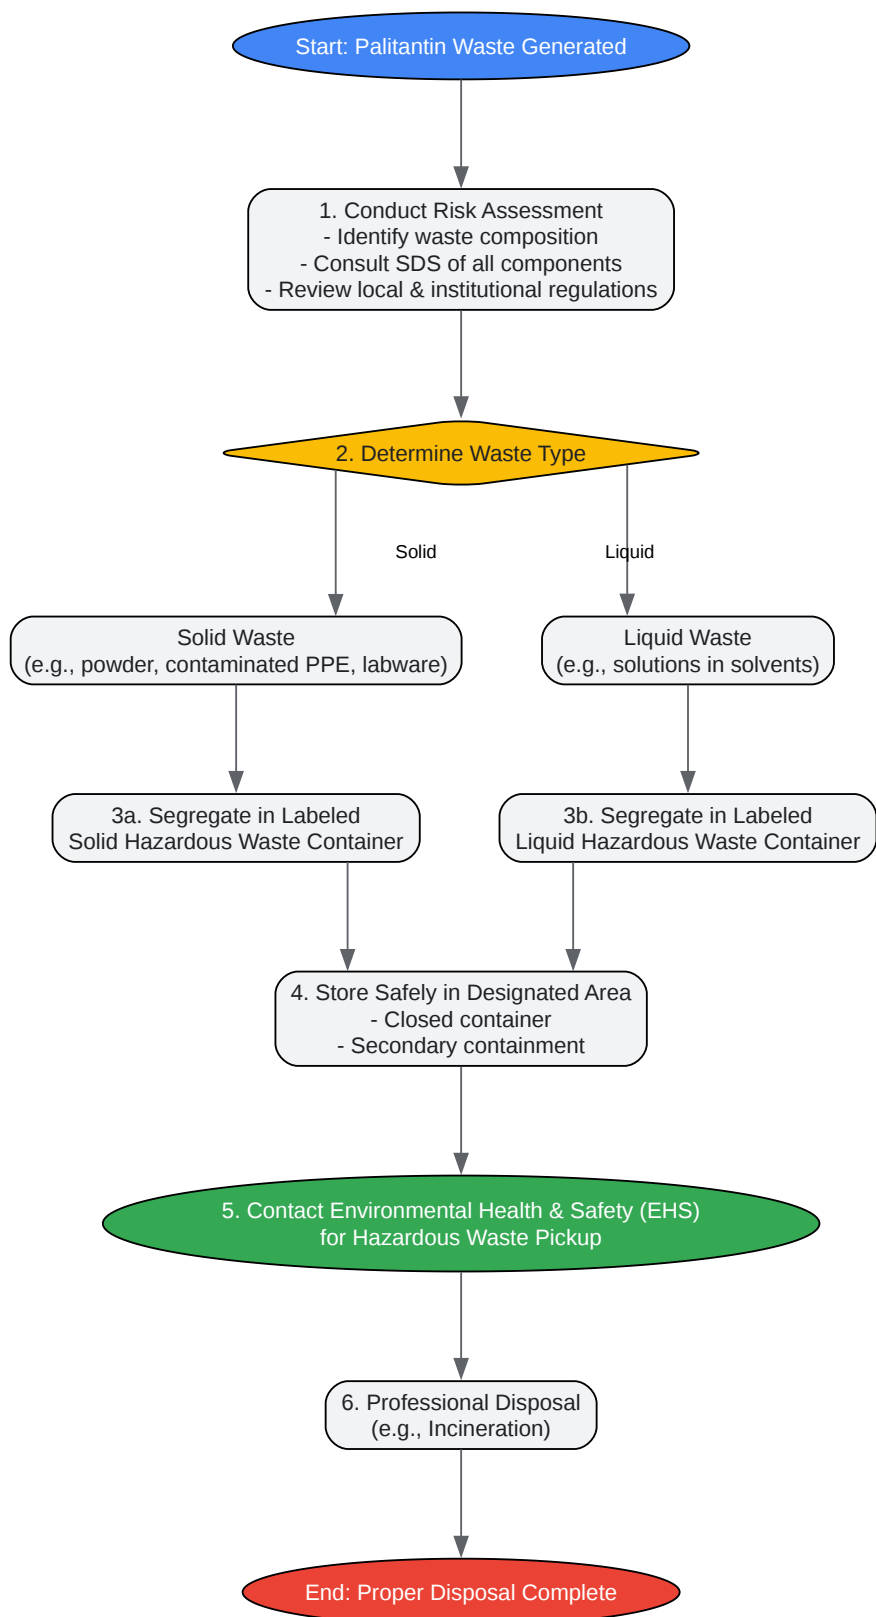 Start: Palitantin Waste Generated
1. Conduct Risk Assessment
- Identify waste composition
- Consult SDS of all components
- Review local & institutional regulations
2. Determine Waste Type
Solid
Liquid
Solid Waste
(e.g., powder, contaminated PPE, labware)
Liquid Waste
(e.g., solutions in solvents)
3a. Segregate in Labeled
Solid Hazardous Waste Container
3b. Segregate in Labeled
Liquid Hazardous Waste Container
4. Store Safely in Designated Area
- Closed container
- Secondary containment
5. Contact Environmental Health & Safety (EHS)
for Hazardous Waste Pickup
6. Professional Disposal
(e.g., Incineration)
End: Proper Disposal Complete